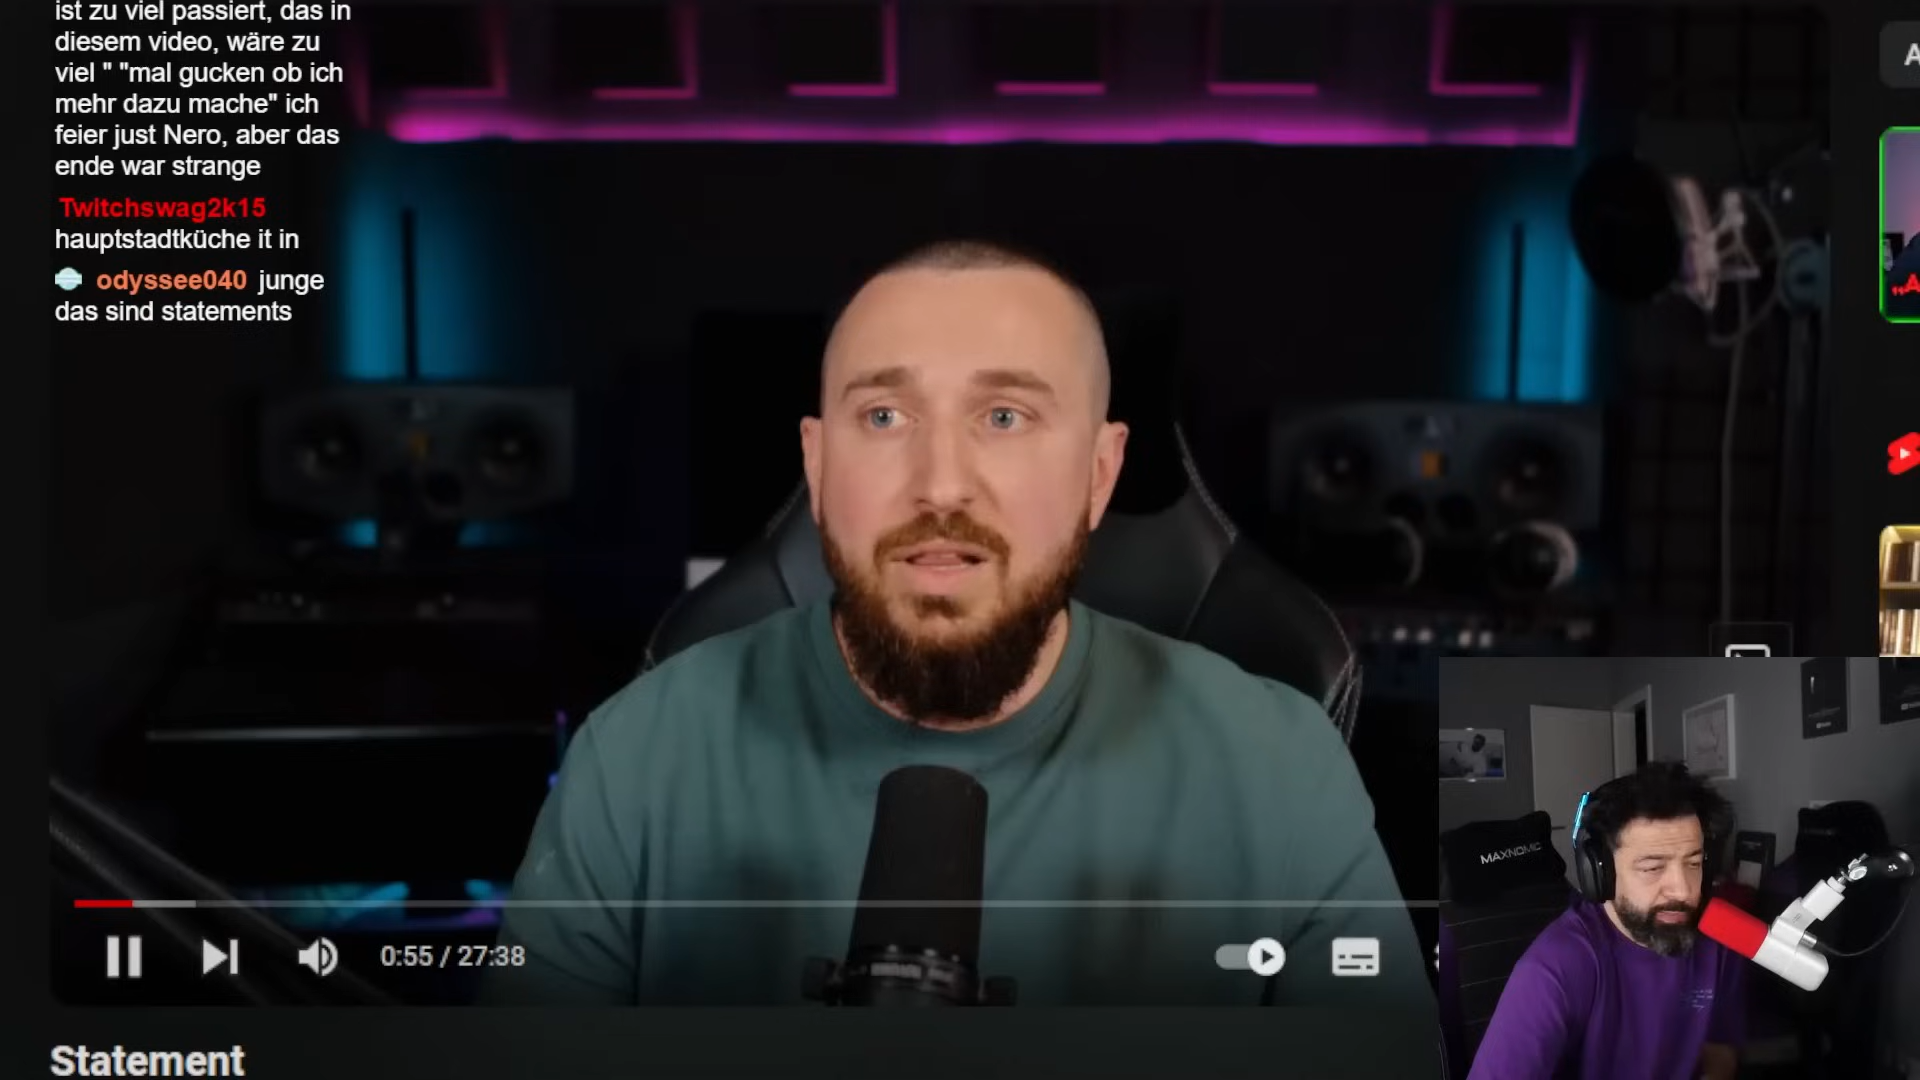 ist zu viel passiert, das in
diesem video, wäre zu
viel " "mal gucken ob ich
mehr dazu mache" ich
feier just Nero, aber das
ende war strange
Twitchswag2k15
hauptstadtküche it in
odyssee040 junge
das sind statements
A
„A
MAXNOMIC
0:55 / 27:38
Statement